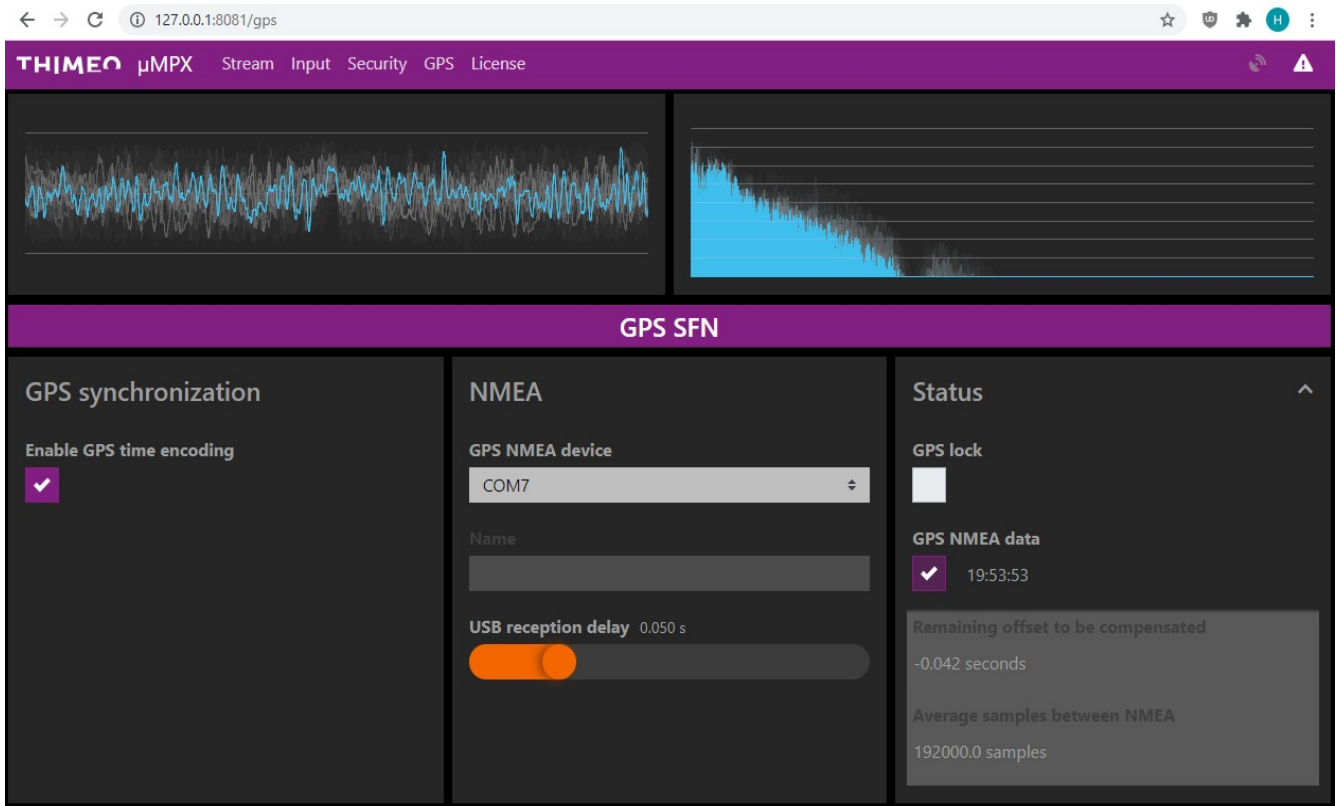 127.0.0.1:8081/gps
H
THIMEO µMPX Stream Input Security GPS License
GPS SFN
GPS synchronization
Enable GPS time encoding
NMEA
GPS NMEA device
COM7
Name
USB reception delay 0.050 s
Status
GPS lock
GPS NMEA data
19:53:53
Remaining offset to be compensated
-0.042 seconds
Average samples between NMEA
192000.0 samples